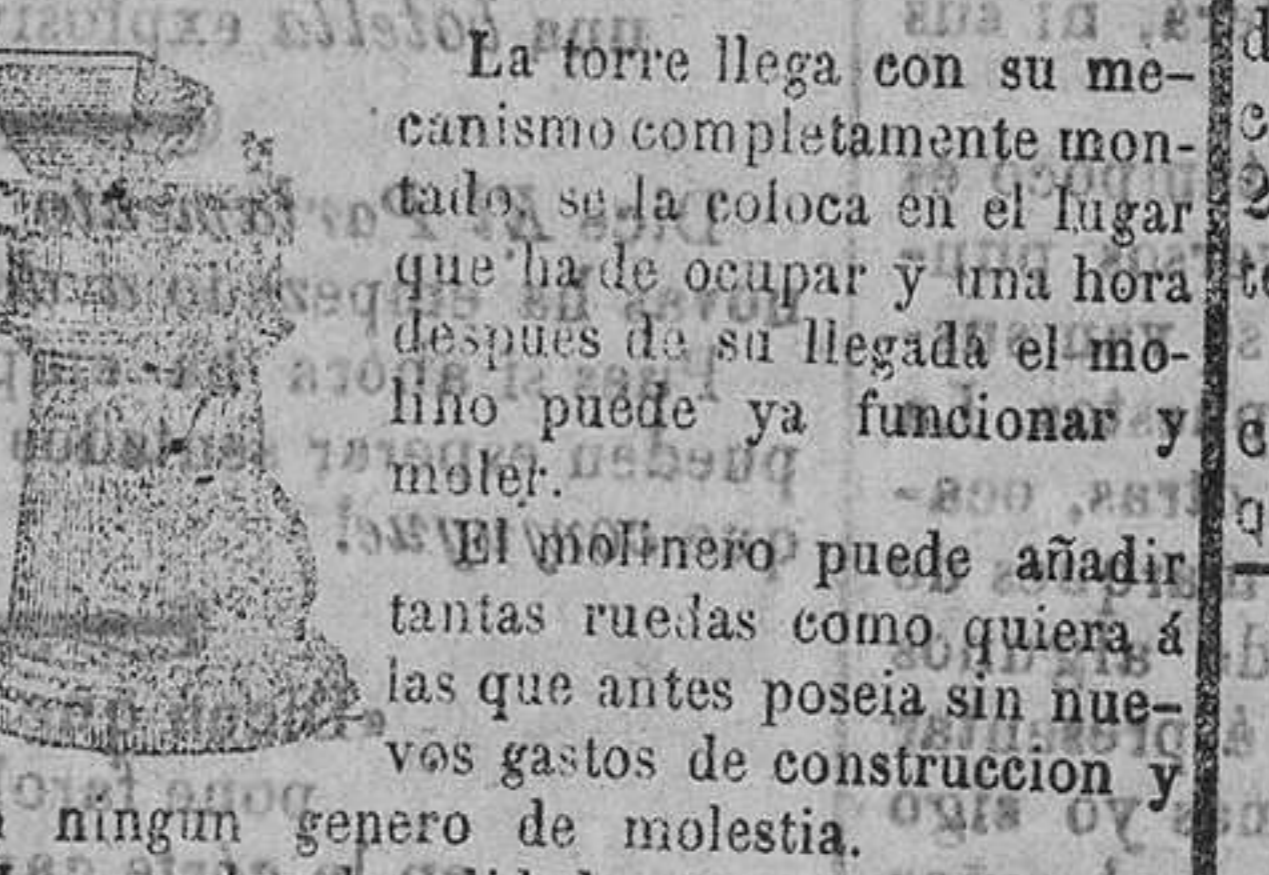 La torre llega con su me-
canismo completamente mon-
tado, se la coloca en el lugar
que ha de ocupar y una hora
despues de su llegada el mo-
lino puede ya funcionar y
moler.
El molinero puede añadir
tantas ruedas como quiera á
las que antes poseia sin nue-
vos gastos de construccion y
ningun genero de molestia.